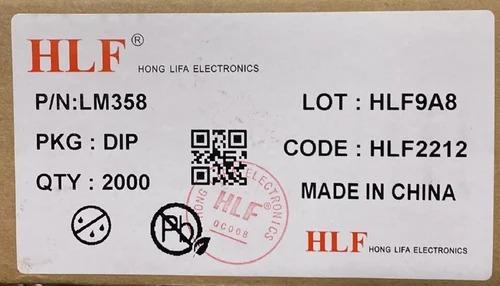 HLF®
HONG LIFA ELECTRONICS
P/N:LM358
LOT : HLF9A8
PKG : DIP
CODE : HLF2212
QTY : 2000
MADE IN CHINA
HONG LIFA ELECTRONICS
HLF®
QC008
Pb
HLF HONG LIFA ELECTRONICS